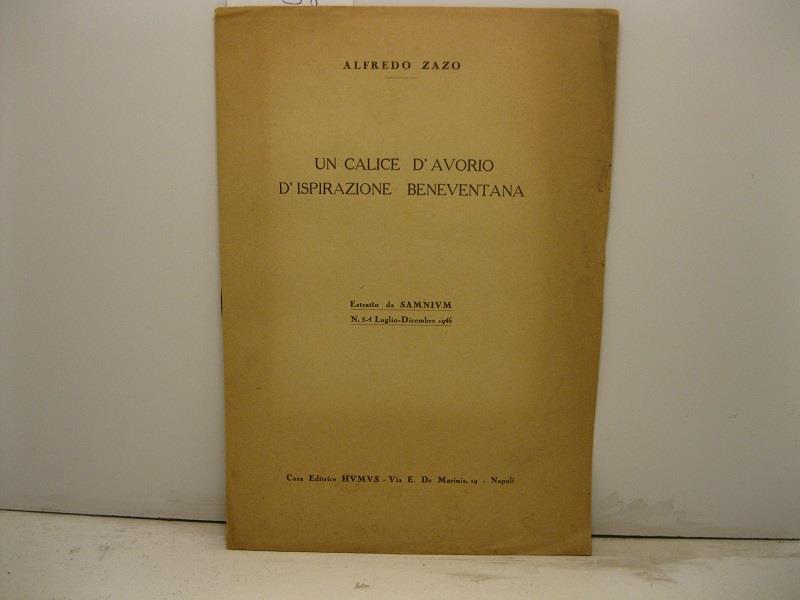 ALFREDO ZAZO
UN CALICE D'AVORIO
D'ISPIRAZIONE BENEVENTANA
Estratto da SAMNIVM
N. 3-4 Luglio-Dicembre 1946
Casa Editrice HVMVS - Via E. De Marinis, 19 - Napoli